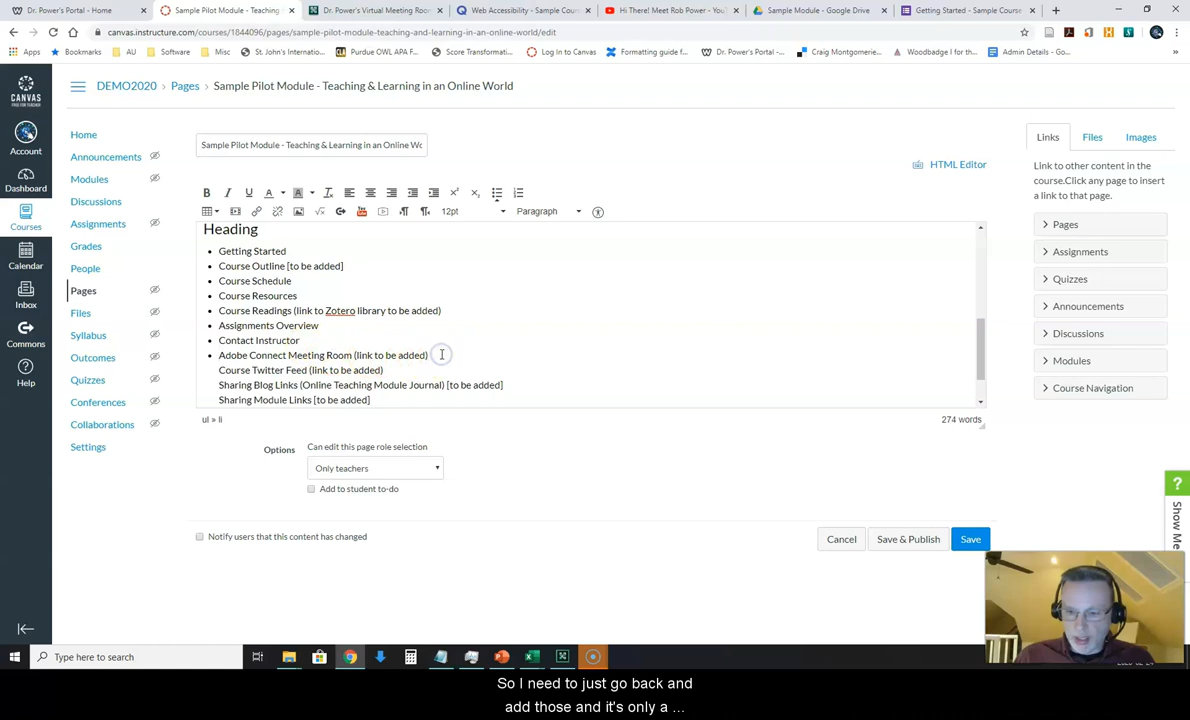 Dr. Power's Portal - Home
Sample Pilot Module - Teaching
Dr. Power's Virtual Meeting Room
Web Accessibility - Sample Cours
Hi There! Meet Rob Power - YouT
Sample Module - Google Drive
Getting Started - Sample Course
canvas.instructure.com/courses/1844096/pages/sample-pilot-module-teaching-and-learning-in-an-online-world/edit
Apps
Bookmarks
AU
Software
Misc
St. John's Internatio...
Purdue OWL APA F...
Score Transformati...
Log In to Canvas
Formatting guide f...
Dr. Power's Portal -...
Craig Montgomerie...
Woodbadge I for th...
Admin Details - Go...
CANVAS
FREE FOR TEACHER
Account
Dashboard
Courses
Calendar
Inbox
Commons
Help
DEMO2020 › Pages › Sample Pilot Module - Teaching & Learning in an Online World
Home
Announcements
Modules
Discussions
Assignments
Grades
People
Pages
Files
Syllabus
Outcomes
Quizzes
Conferences
Collaborations
Settings
Sample Pilot Module - Teaching & Learning in an Online Wo
HTML Editor
12pt
Paragraph
Heading
Getting Started
Course Outline [to be added]
Course Schedule
Course Resources
Course Readings (link to Zotero library to be added)
Assignments Overview
Contact Instructor
Adobe Connect Meeting Room (link to be added)
Course Twitter Feed (link to be added)
Sharing Blog Links (Online Teaching Module Journal) [to be added]
Sharing Module Links [to be added]
ul » li
274 words
Options
Can edit this page role selection
Only teachers
Add to student to-do
Notify users that this content has changed
Cancel
Save & Publish
Save
Links
Files
Images
Link to other content in the
course.Click any page to insert
a link to that page.
Pages
Assignments
Quizzes
Announcements
Discussions
Modules
Course Navigation
Show Me
Type here to search
So I need to just go back and
add those and it's only a ...